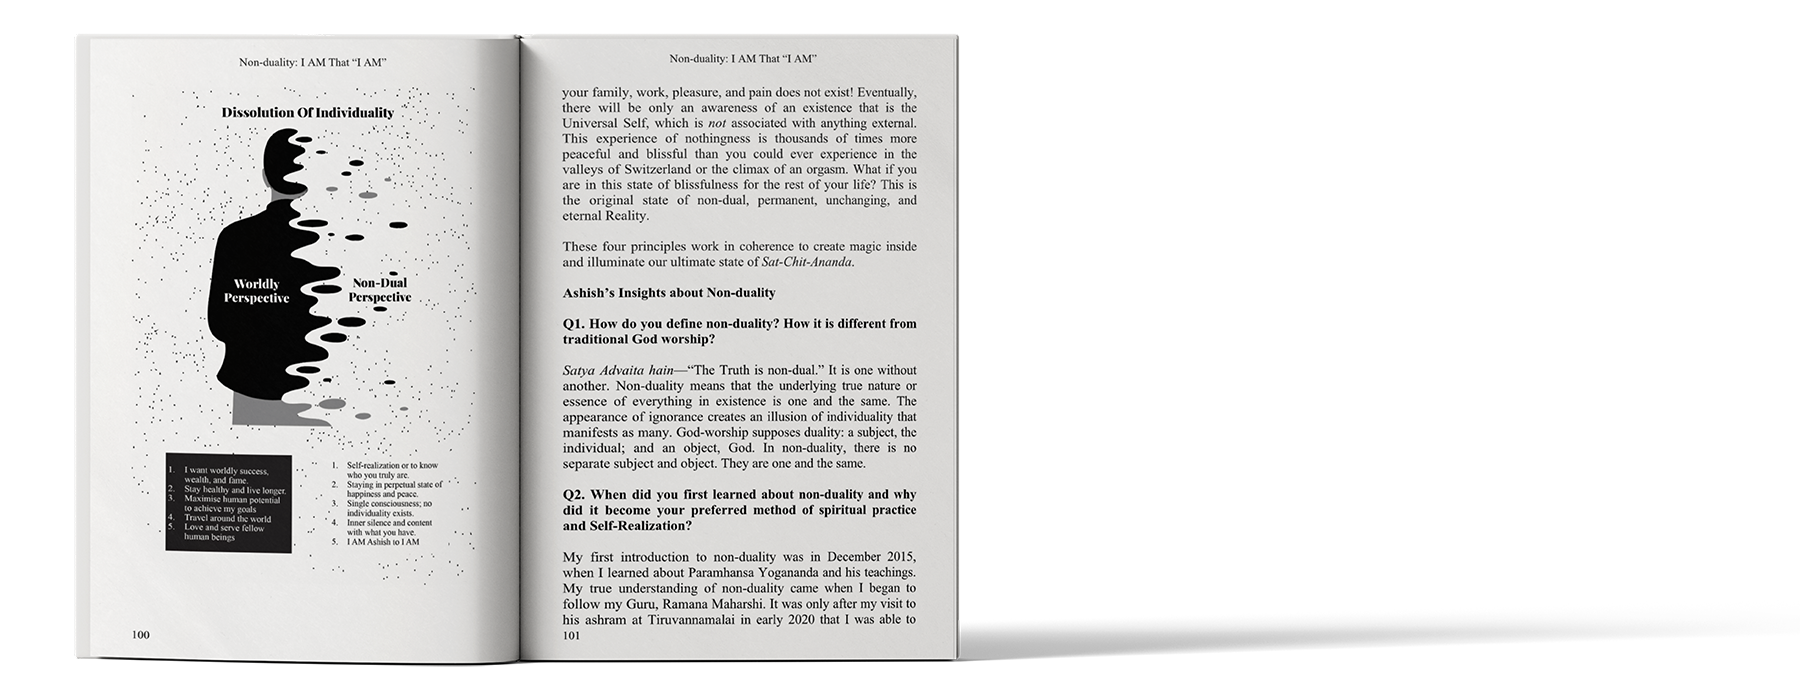 Non-duality: I AM That “I AM”
Dissolution Of Individuality
Worldly
Perspective
Non-Dual
Perspective
1. I want worldly success,
wealth, and fame.
2. Stay healthy and live longer.
3. Maximise human potential
to achieve my goals
4. Travel around the world
5. Love and serve fellow
human beings
1. Self-realization or to know
who you truly are.
2. Staying in perpetual state of
happiness and peace.
3. Single consciousness; no
individuality exists.
4. Inner silence and content
with what you have.
5. I AM Ashish to I AM
100
Non-duality: I AM That “I AM”
your family, work, pleasure, and pain does not exist! Eventually,
there will be only an awareness of an existence that is the
Universal Self, which is not associated with anything external.
This experience of nothingness is thousands of times more
peaceful and blissful than you could ever experience in the
valleys of Switzerland or the climax of an orgasm. What if you
are in this state of blissfulness for the rest of your life? This is
the original state of non-dual, permanent, unchanging, and
eternal Reality.
These four principles work in coherence to create magic inside
and illuminate our ultimate state of Sat-Chit-Ananda.
Ashish’s Insights about Non-duality
Q1. How do you define non-duality? How it is different from
traditional God worship?
Satya Advaita hain—“The Truth is non-dual.” It is one without
another. Non-duality means that the underlying true nature or
essence of everything in existence is one and the same. The
appearance of ignorance creates an illusion of individuality that
manifests as many. God-worship supposes duality: a subject, the
individual; and an object, God. In non-duality, there is no
separate subject and object. They are one and the same.
Q2. When did you first learned about non-duality and why
did it become your preferred method of spiritual practice
and Self-Realization?
My first introduction to non-duality was in December 2015,
when I learned about Paramhansa Yogananda and his teachings.
My true understanding of non-duality came when I began to
follow my Guru, Ramana Maharshi. It was only after my visit to
his ashram at Tiruvannamalai in early 2020 that I was able to
101